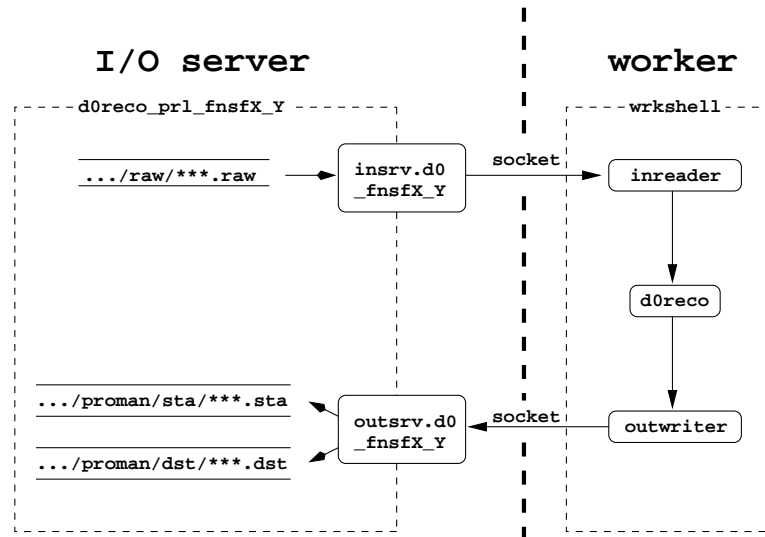 I/O server
worker
d0reco_prl_fnsfX_Y
wrkshell
.../raw/***.raw
insrv.d0
_fnsfX_Y
socket
inreader
d0reco
.../proman/sta/***.sta
.../proman/dst/***.dst
outsrv.d0
_fnsfX_Y
socket
outwriter